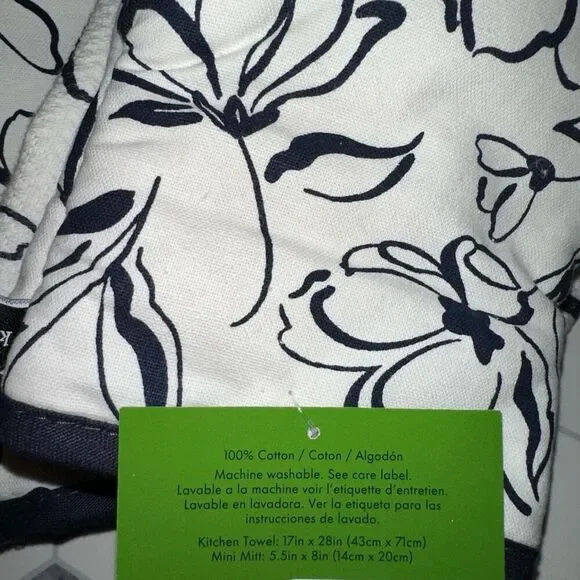 100% Cotton / Coton / Algodón
Machine washable. See care label.
Lavable a la machine voir l'etiquette d'entretien.
Lavable en lavadora. Ver la etiqueta para las
instrucciones de lavado.
Kitchen Towel: 17in x 28in (43cm x 71cm)
Mini Mitt: 5.5in x 8in (14cm x 20cm)